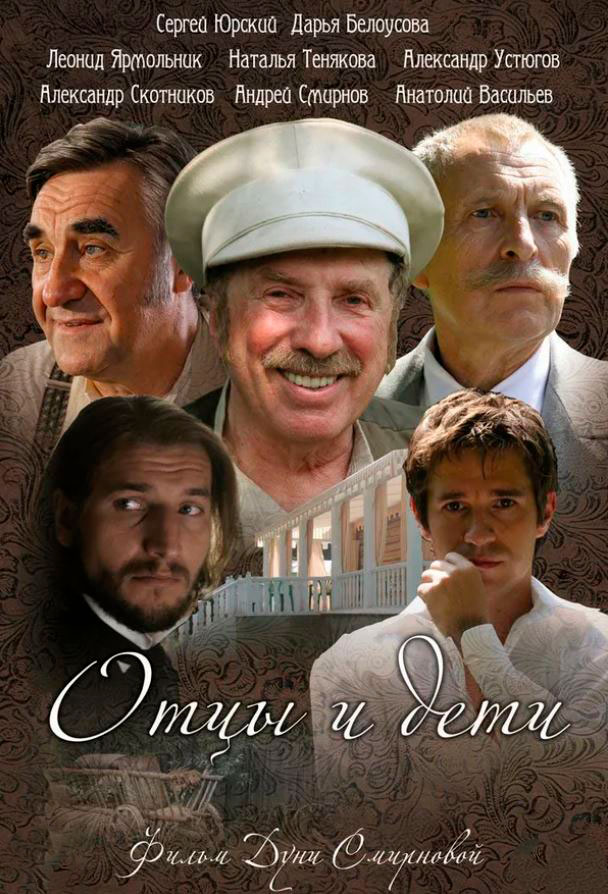 Сергей Юрский Дарья Белоусова
Леонид Ярмольник Наталья Тенякова Александр Устюгов
Александр Скотников Андрей Смирнов Анатолий Васильев
Отцы и дети
Фильм Дуни Смирновой